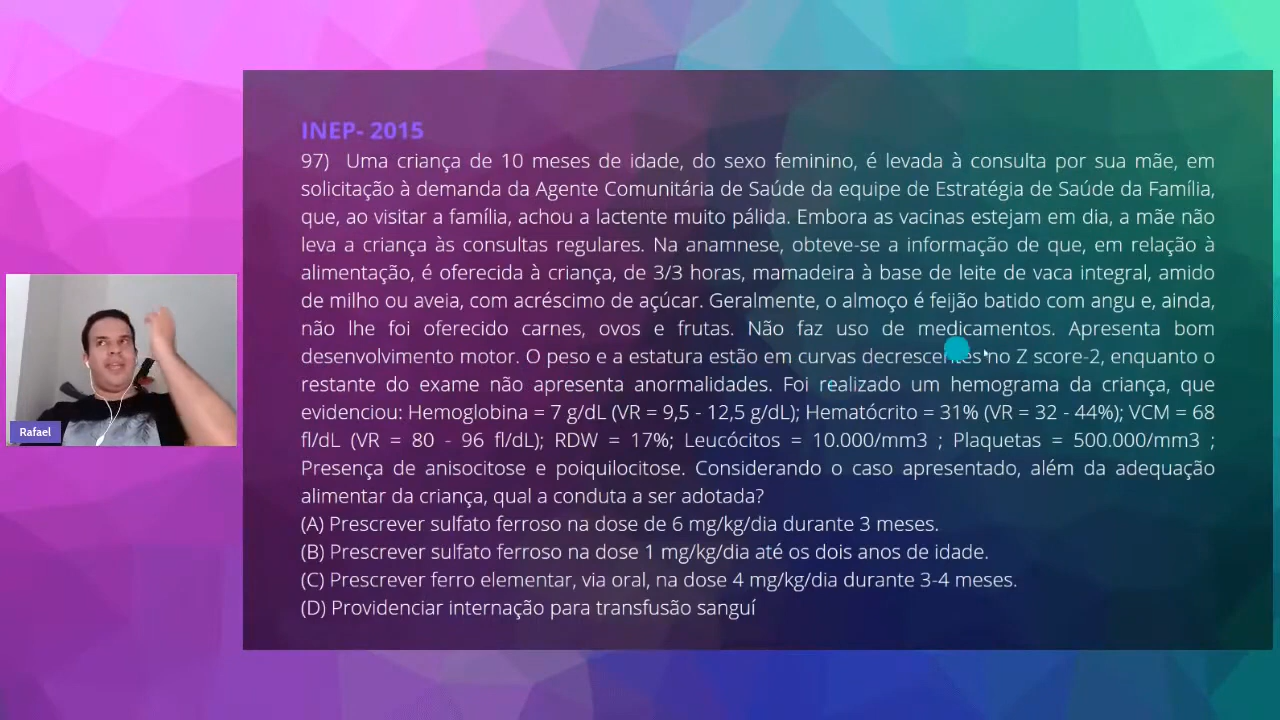 INEP- 2015
97) Uma criança de 10 meses de idade, do sexo feminino, é levada à consulta por sua mãe, em
solicitação à demanda da Agente Comunitária de Saúde da equipe de Estratégia de Saúde da Família,
que, ao visitar a família, achou a lactente muito pálida. Embora as vacinas estejam em dia, a mãe não
leva a criança às consultas regulares. Na anamnese, obteve-se a informação de que, em relação à
alimentação, é oferecida à criança, de 3/3 horas, mamadeira à base de leite de vaca integral, amido
de milho ou aveia, com acréscimo de açúcar. Geralmente, o almoço é feijão batido com angu e, ainda,
não lhe foi oferecido carnes, ovos e frutas. Não faz uso de medicamentos. Apresenta bom
desenvolvimento motor. O peso e a estatura estão em curvas decrescentes no Z score-2, enquanto o
restante do exame não apresenta anormalidades. Foi realizado um hemograma da criança, que
evidenciou: Hemoglobina = 7 g/dL (VR = 9,5 - 12,5 g/dL); Hematócrito = 31% (VR = 32 - 44%); VCM = 68
fl/dL (VR = 80 - 96 fl/dL); RDW = 17%; Leucócitos = 10.000/mm3 ; Plaquetas = 500.000/mm3 ;
Presença de anisocitose e poiquilocitose. Considerando o caso apresentado, além da adequação
alimentar da criança, qual a conduta a ser adotada?
(A) Prescrever sulfato ferroso na dose de 6 mg/kg/dia durante 3 meses.
(B) Prescrever sulfato ferroso na dose 1 mg/kg/dia até os dois anos de idade.
(C) Prescrever ferro elementar, via oral, na dose 4 mg/kg/dia durante 3-4 meses.
(D) Providenciar internação para transfusão sanguí
Rafael